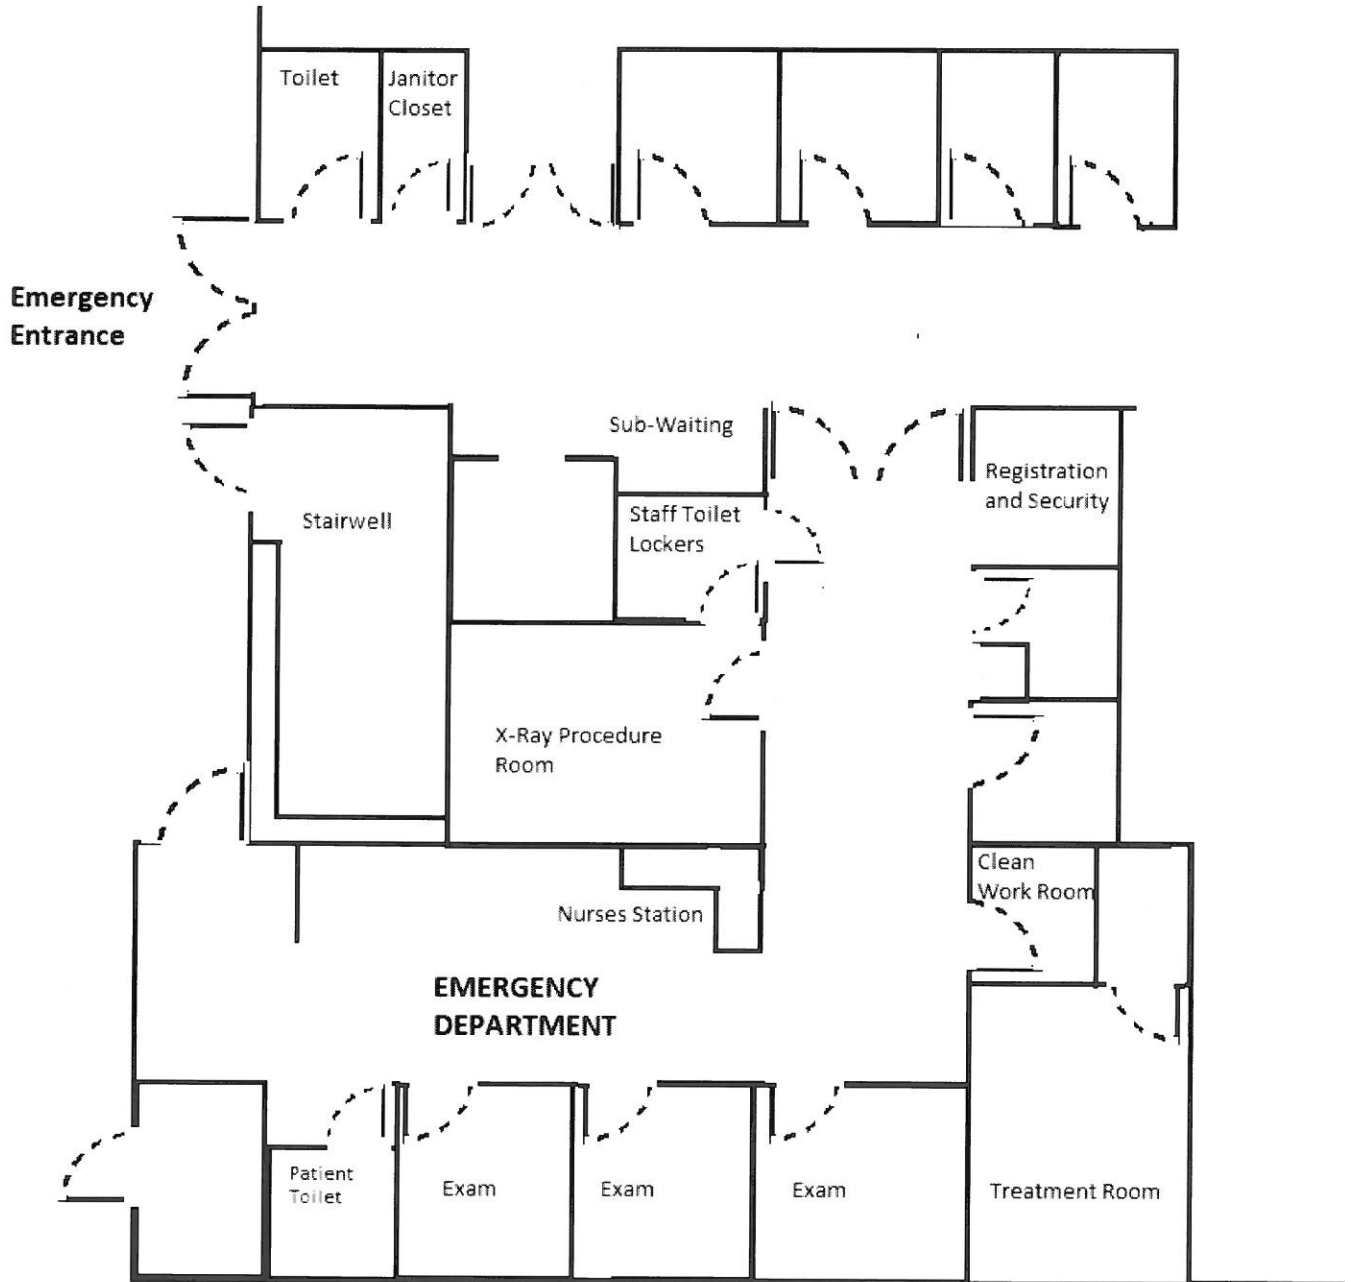 Toilet
Janitor
Closet
Emergency
Entrance
Sub-Waiting
Registration
and Security
Stairwell
Staff Toilet
Lockers
X-Ray Procedure
Room
Clean
Work Room
Nurses Station
EMERGENCY
DEPARTMENT
Patient
Toilet
Exam
Exam
Exam
Treatment Room